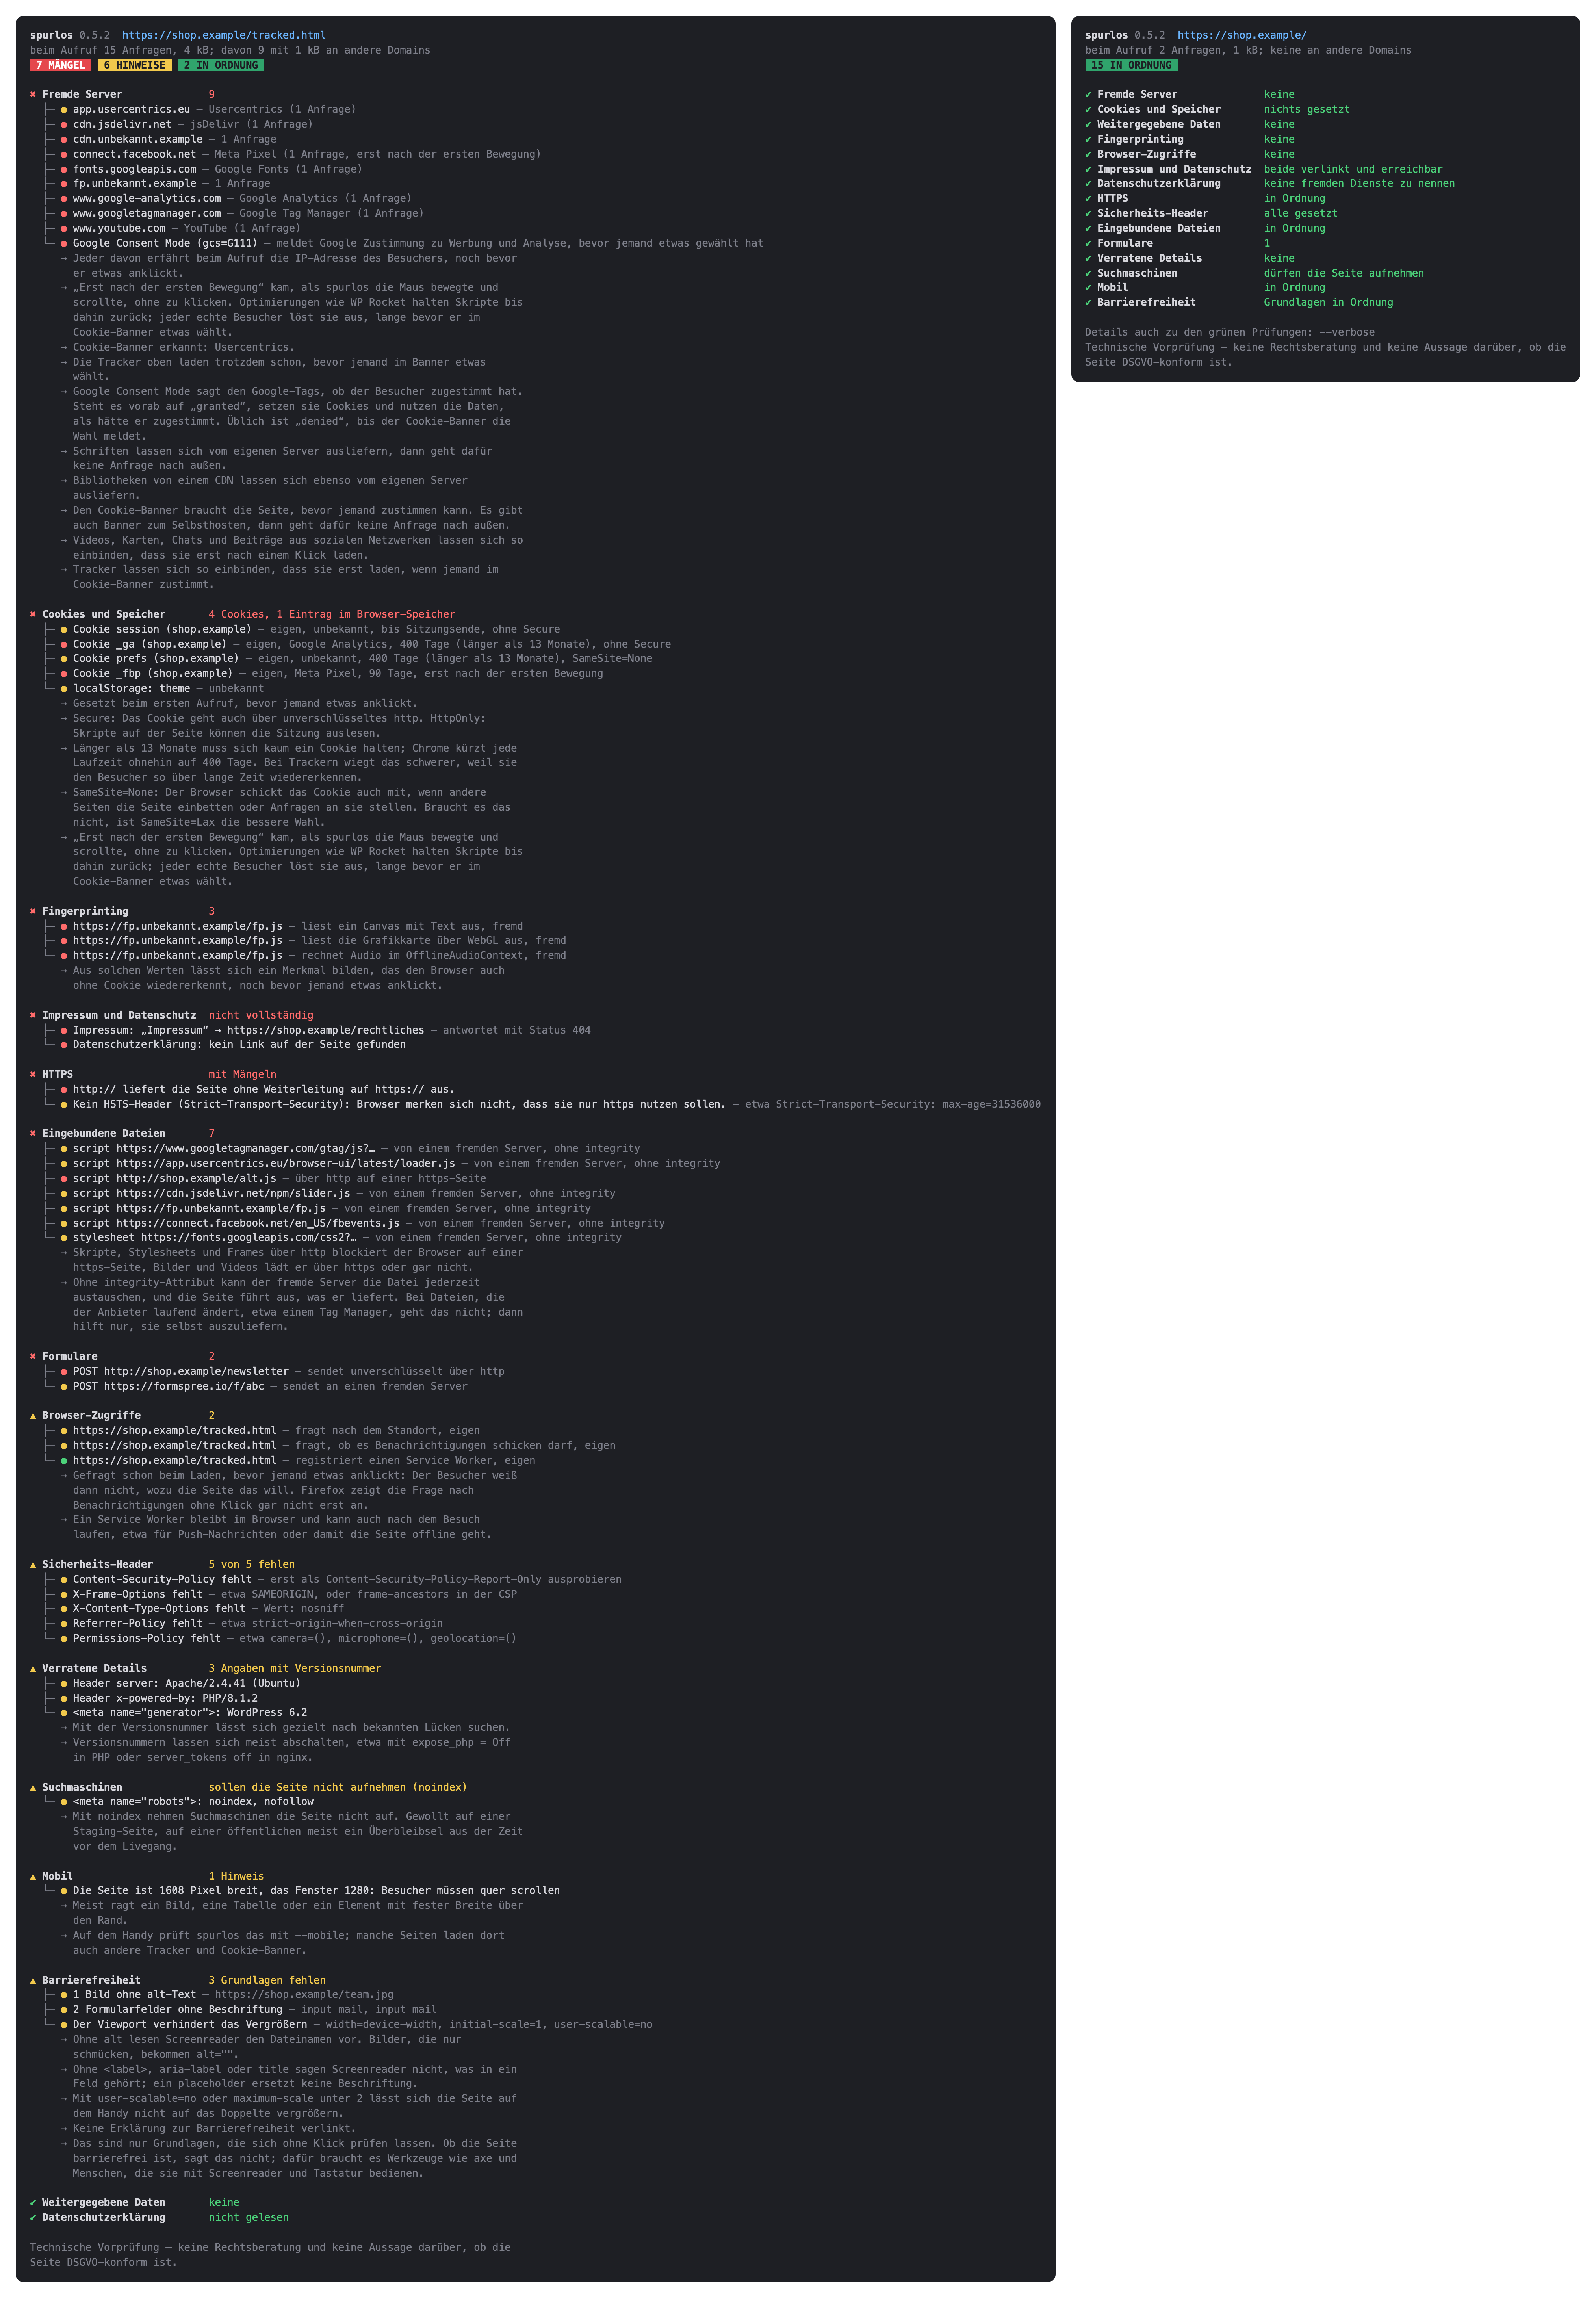 spurlos 0.5.2  https://shop.example/tracked.html
beim Aufruf 15 Anfragen, 4 kB; davon 9 mit 1 kB an andere Domains
7 MÄNGEL  6 HINWEISE  2 IN ORDNUNG
✖ Fremde Server  9
├─ ● app.usercentrics.eu — Usercentrics (1 Anfrage)
├─ ● cdn.jsdelivr.net — jsDelivr (1 Anfrage)
├─ ● cdn.unbekannt.example — 1 Anfrage
├─ ● connect.facebook.net — Meta Pixel (1 Anfrage, erst nach der ersten Bewegung)
├─ ● fonts.googleapis.com — Google Fonts (1 Anfrage)
├─ ● fp.unbekannt.example — 1 Anfrage
├─ ● www.google-analytics.com — Google Analytics (1 Anfrage)
├─ ● www.googletagmanager.com — Google Tag Manager (1 Anfrage)
├─ ● www.youtube.com — YouTube (1 Anfrage)
└─ ● Google Consent Mode (gcs=G111) — meldet Google Zustimmung zu Werbung und Analyse, bevor jemand etwas gewählt hat
→ Jeder davon erfährt beim Aufruf die IP-Adresse des Besuchers, noch bevor
er etwas anklickt.
→ „Erst nach der ersten Bewegung“ kam, als spurlos die Maus bewegte und
scrollte, ohne zu klicken. Optimierungen wie WP Rocket halten Skripte bis
dahin zurück; jeder echte Besucher löst sie aus, lange bevor er im
Cookie-Banner etwas wählt.
→ Cookie-Banner erkannt: Usercentrics.
→ Die Tracker oben laden trotzdem schon, bevor jemand im Banner etwas
wählt.
→ Google Consent Mode sagt den Google-Tags, ob der Besucher zugestimmt hat.
Steht es vorab auf „granted“, setzen sie Cookies und nutzen die Daten,
als hätte er zugestimmt. Üblich ist „denied“, bis der Cookie-Banner die
Wahl meldet.
→ Schriften lassen sich vom eigenen Server ausliefern, dann geht dafür
keine Anfrage nach außen.
→ Bibliotheken von einem CDN lassen sich ebenso vom eigenen Server
ausliefern.
→ Den Cookie-Banner braucht die Seite, bevor jemand zustimmen kann. Es gibt
auch Banner zum Selbsthosten, dann geht dafür keine Anfrage nach außen.
→ Videos, Karten, Chats und Beiträge aus sozialen Netzwerken lassen sich so
einbinden, dass sie erst nach einem Klick laden.
→ Tracker lassen sich so einbinden, dass sie erst laden, wenn jemand im
Cookie-Banner zustimmt.
✖ Cookies und Speicher  4 Cookies, 1 Eintrag im Browser-Speicher
├─ ● Cookie session (shop.example) — eigen, unbekannt, bis Sitzungsende, ohne Secure
├─ ● Cookie _ga (shop.example) — eigen, Google Analytics, 400 Tage (länger als 13 Monate), ohne Secure
├─ ● Cookie prefs (shop.example) — eigen, unbekannt, 400 Tage (länger als 13 Monate), SameSite=None
├─ ● Cookie _fbp (shop.example) — eigen, Meta Pixel, 90 Tage, erst nach der ersten Bewegung
└─ ● localStorage: theme — unbekannt
→ Gesetzt beim ersten Aufruf, bevor jemand etwas anklickt.
→ Secure: Das Cookie geht auch über unverschlüsseltes http. HttpOnly:
Skripte auf der Seite können die Sitzung auslesen.
→ Länger als 13 Monate muss sich kaum ein Cookie halten; Chrome kürzt jede
Laufzeit ohnehin auf 400 Tage. Bei Trackern wiegt das schwerer, weil sie
den Besucher so über lange Zeit wiedererkennen.
→ SameSite=None: Der Browser schickt das Cookie auch mit, wenn andere
Seiten die Seite einbetten oder Anfragen an sie stellen. Braucht es das
nicht, ist SameSite=Lax die bessere Wahl.
→ „Erst nach der ersten Bewegung“ kam, als spurlos die Maus bewegte und
scrollte, ohne zu klicken. Optimierungen wie WP Rocket halten Skripte bis
dahin zurück; jeder echte Besucher löst sie aus, lange bevor er im
Cookie-Banner etwas wählt.
✖ Fingerprinting  3
├─ ● https://fp.unbekannt.example/fp.js — liest ein Canvas mit Text aus, fremd
├─ ● https://fp.unbekannt.example/fp.js — liest die Grafikkarte über WebGL aus, fremd
└─ ● https://fp.unbekannt.example/fp.js — rechnet Audio im OfflineAudioContext, fremd
→ Aus solchen Werten lässt sich ein Merkmal bilden, das den Browser auch
ohne Cookie wiedererkennt, noch bevor jemand etwas anklickt.
✖ Impressum und Datenschutz  nicht vollständig
├─ ● Impressum: „Impressum“ → https://shop.example/rechtliches — antwortet mit Status 404
└─ ● Datenschutzerklärung: kein Link auf der Seite gefunden
✖ HTTPS  mit Mängeln
├─ ● http:// liefert die Seite ohne Weiterleitung auf https:// aus.
└─ ● Kein HSTS-Header (Strict-Transport-Security): Browser merken sich nicht, dass sie nur https nutzen sollen. — etwa Strict-Transport-Security: max-age=31536000
✖ Eingebundene Dateien  7
├─ ● script https://www.googletagmanager.com/gtag/js?… — von einem fremden Server, ohne integrity
├─ ● script https://app.usercentrics.eu/browser-ui/latest/loader.js — von einem fremden Server, ohne integrity
├─ ● script http://shop.example/alt.js — über http auf einer https-Seite
├─ ● script https://cdn.jsdelivr.net/npm/slider.js — von einem fremden Server, ohne integrity
├─ ● script https://fp.unbekannt.example/fp.js — von einem fremden Server, ohne integrity
├─ ● script https://connect.facebook.net/en_US/fbevents.js — von einem fremden Server, ohne integrity
└─ ● stylesheet https://fonts.googleapis.com/css2?… — von einem fremden Server, ohne integrity
→ Skripte, Stylesheets und Frames über http blockiert der Browser auf einer
https-Seite, Bilder und Videos lädt er über https oder gar nicht.
→ Ohne integrity-Attribut kann der fremde Server die Datei jederzeit
austauschen, und die Seite führt aus, was er liefert. Bei Dateien, die
der Anbieter laufend ändert, etwa einem Tag Manager, geht das nicht; dann
hilft nur, sie selbst auszuliefern.
✖ Formulare  2
├─ ● POST http://shop.example/newsletter — sendet unverschlüsselt über http
└─ ● POST https://formspree.io/f/abc — sendet an einen fremden Server
▲ Browser-Zugriffe  2
├─ ● https://shop.example/tracked.html — fragt nach dem Standort, eigen
├─ ● https://shop.example/tracked.html — fragt, ob es Benachrichtigungen schicken darf, eigen
└─ ● https://shop.example/tracked.html — registriert einen Service Worker, eigen
→ Gefragt schon beim Laden, bevor jemand etwas anklickt: Der Besucher weiß
dann nicht, wozu die Seite das will. Firefox zeigt die Frage nach
Benachrichtigungen ohne Klick gar nicht erst an.
→ Ein Service Worker bleibt im Browser und kann auch nach dem Besuch
laufen, etwa für Push-Nachrichten oder damit die Seite offline geht.
▲ Sicherheits-Header  5 von 5 fehlen
├─ ● Content-Security-Policy fehlt — erst als Content-Security-Policy-Report-Only ausprobieren
├─ ● X-Frame-Options fehlt — etwa SAMEORIGIN, oder frame-ancestors in der CSP
├─ ● X-Content-Type-Options fehlt — Wert: nosniff
├─ ● Referrer-Policy fehlt — etwa strict-origin-when-cross-origin
└─ ● Permissions-Policy fehlt — etwa camera=(), microphone=(), geolocation=()
▲ Verratene Details  3 Angaben mit Versionsnummer
├─ ● Header server: Apache/2.4.41 (Ubuntu)
├─ ● Header x-powered-by: PHP/8.1.2
└─ ● <meta name="generator">: WordPress 6.2
→ Mit der Versionsnummer lässt sich gezielt nach bekannten Lücken suchen.
→ Versionsnummern lassen sich meist abschalten, etwa mit expose_php = Off
in PHP oder server_tokens off in nginx.
▲ Suchmaschinen  sollen die Seite nicht aufnehmen (noindex)
└─ ● <meta name="robots">: noindex, nofollow
→ Mit noindex nehmen Suchmaschinen die Seite nicht auf. Gewollt auf einer
Staging-Seite, auf einer öffentlichen meist ein Überbleibsel aus der Zeit
vor dem Livegang.
▲ Mobil  1 Hinweis
└─ ● Die Seite ist 1608 Pixel breit, das Fenster 1280: Besucher müssen quer scrollen
→ Meist ragt ein Bild, eine Tabelle oder ein Element mit fester Breite über
den Rand.
→ Auf dem Handy prüft spurlos das mit --mobile; manche Seiten laden dort
auch andere Tracker und Cookie-Banner.
▲ Barrierefreiheit  3 Grundlagen fehlen
├─ ● 1 Bild ohne alt-Text — https://shop.example/team.jpg
├─ ● 2 Formularfelder ohne Beschriftung — input mail, input mail
└─ ● Der Viewport verhindert das Vergrößern — width=device-width, initial-scale=1, user-scalable=no
→ Ohne alt lesen Screenreader den Dateinamen vor. Bilder, die nur
schmücken, bekommen alt="".
→ Ohne <label>, aria-label oder title sagen Screenreader nicht, was in ein
Feld gehört; ein placeholder ersetzt keine Beschriftung.
→ Mit user-scalable=no oder maximum-scale unter 2 lässt sich die Seite auf
dem Handy nicht auf das Doppelte vergrößern.
→ Keine Erklärung zur Barrierefreiheit verlinkt.
→ Das sind nur Grundlagen, die sich ohne Klick prüfen lassen. Ob die Seite
barrierefrei ist, sagt das nicht; dafür braucht es Werkzeuge wie axe und
Menschen, die sie mit Screenreader und Tastatur bedienen.
✔ Weitergegebene Daten  keine
✔ Datenschutzerklärung  nicht gelesen
Technische Vorprüfung — keine Rechtsberatung und keine Aussage darüber, ob die
Seite DSGVO-konform ist.
spurlos 0.5.2  https://shop.example/
beim Aufruf 2 Anfragen, 1 kB; keine an andere Domains
15 IN ORDNUNG
✔ Fremde Server  keine
✔ Cookies und Speicher  nichts gesetzt
✔ Weitergegebene Daten  keine
✔ Fingerprinting  keine
✔ Browser-Zugriffe  keine
✔ Impressum und Datenschutz  beide verlinkt und erreichbar
✔ Datenschutzerklärung  keine fremden Dienste zu nennen
✔ HTTPS  in Ordnung
✔ Sicherheits-Header  alle gesetzt
✔ Eingebundene Dateien  in Ordnung
✔ Formulare  1
✔ Verratene Details  keine
✔ Suchmaschinen  dürfen die Seite aufnehmen
✔ Mobil  in Ordnung
✔ Barrierefreiheit  Grundlagen in Ordnung
Details auch zu den grünen Prüfungen: --verbose
Technische Vorprüfung — keine Rechtsberatung und keine Aussage darüber, ob die
Seite DSGVO-konform ist.